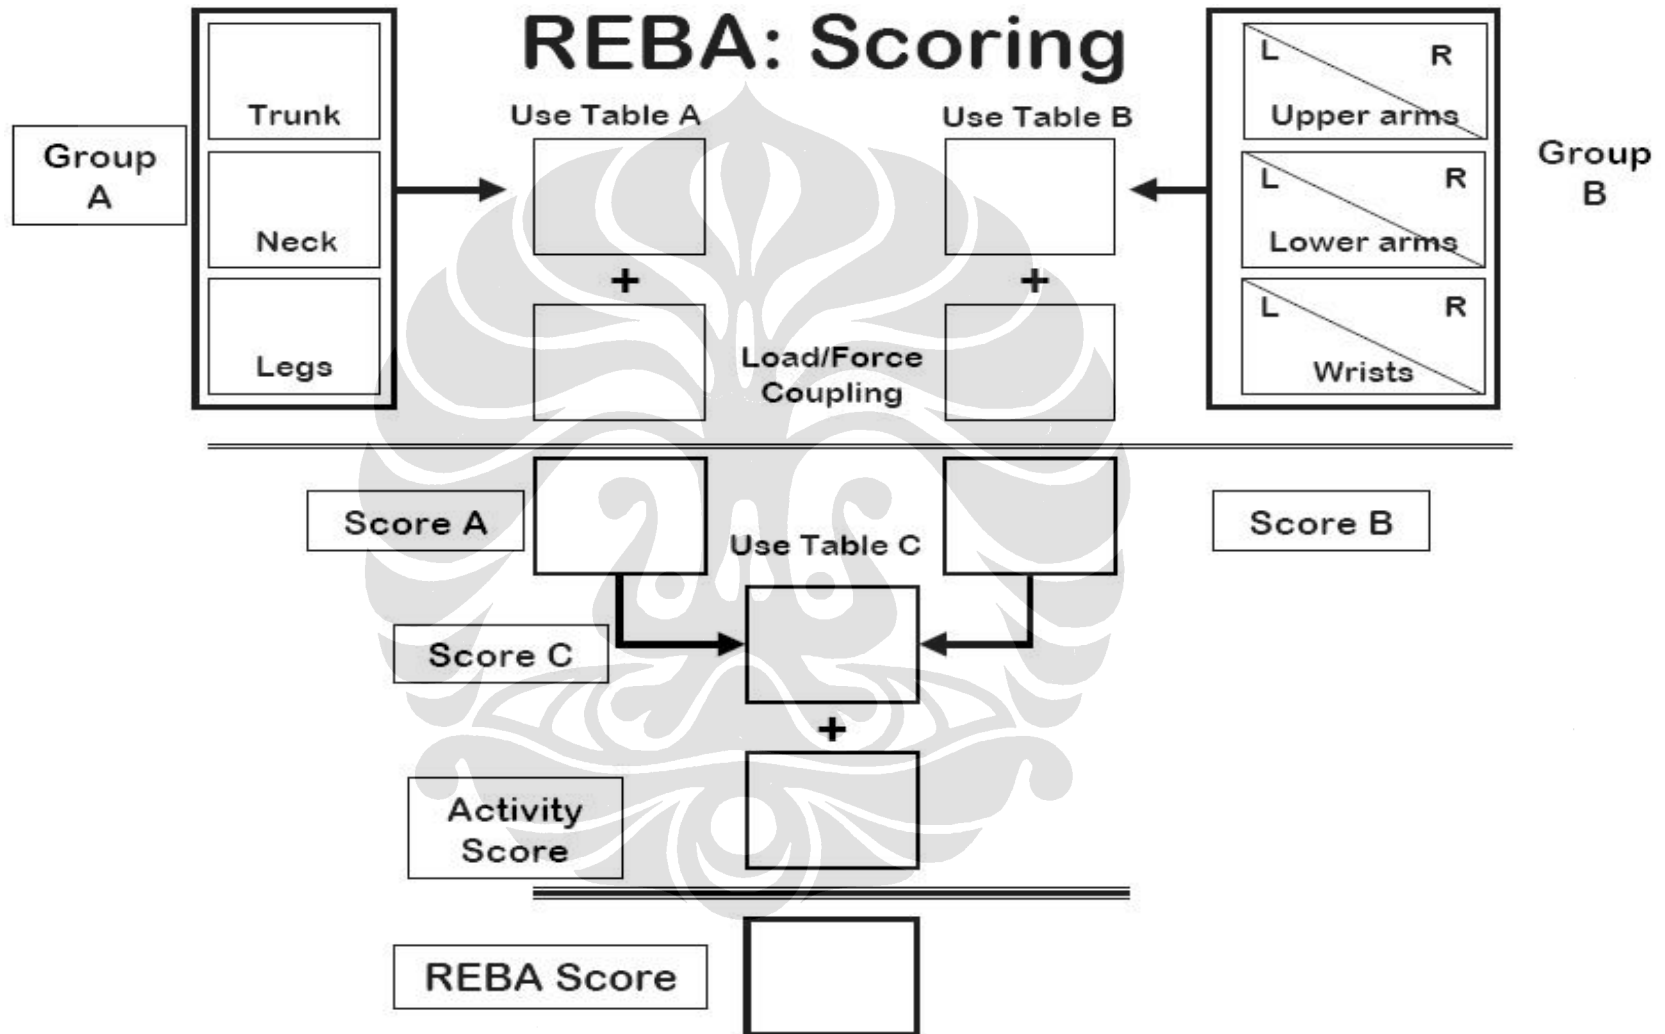 REBA: Scoring
Group
A
Trunk
Neck
Legs
Use Table A
+
Use Table B
+
Load/Force
Coupling
L
R
Upper arms
L
R
Lower arms
L
R
Wrists
Group
B
Score A
Use Table C
Score B
Score C
+
Activity
Score
REBA Score